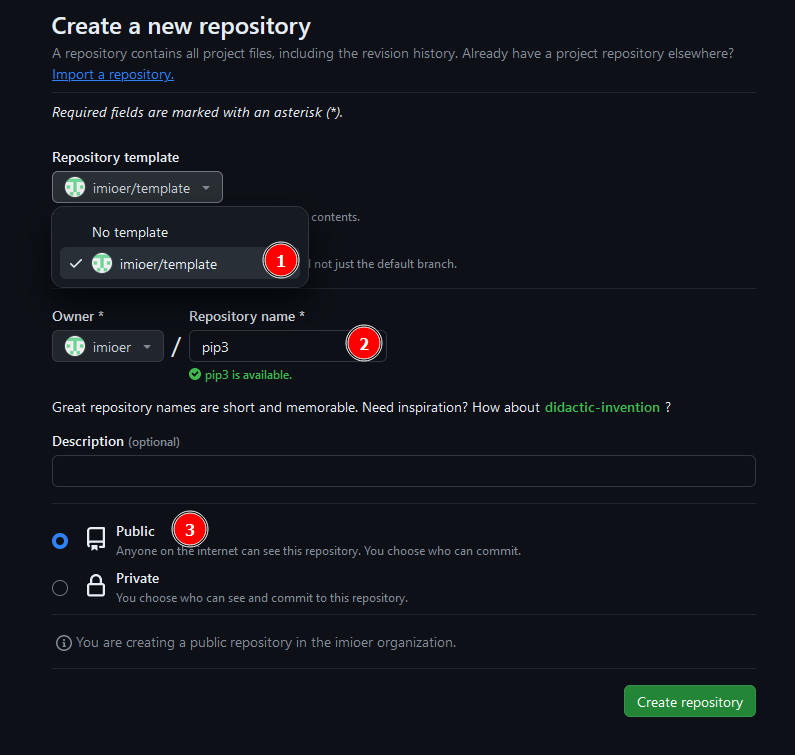 Create a new repository
A repository contains all project files, including the revision history. Already have a project repository elsewhere?
Import a repository.
Required fields are marked with an asterisk (*).
Repository template
imioer/template
contents.
No template
imioer/template
1
not just the default branch.
Owner *
Repository name *
imioer
/
pip3
2
pip3 is available.
Great repository names are short and memorable. Need inspiration? How about didactic-invention ?
Description (optional)
Public
3
Anyone on the internet can see this repository. You choose who can commit.
Private
You choose who can see and commit to this repository.
You are creating a public repository in the imioer organization.
Create repository